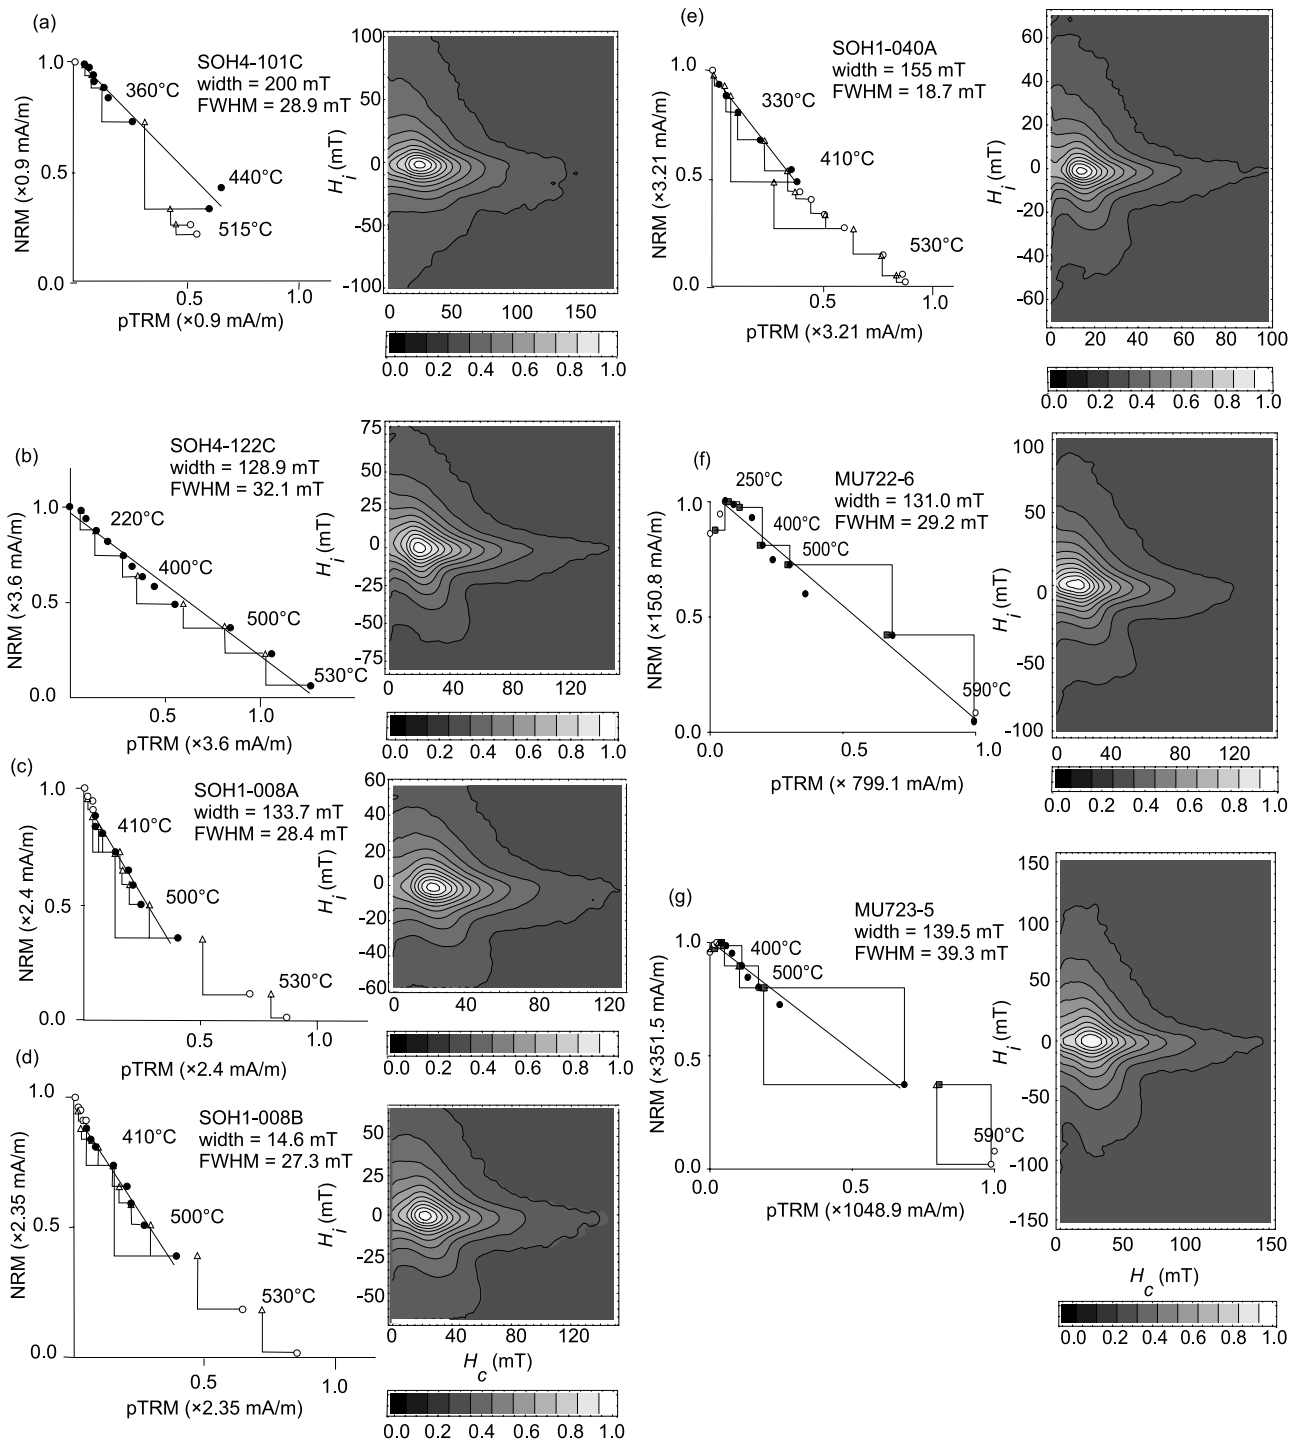 (a)
SOH4-101C
width = 200 mT
FWHM = 28.9 mT
1.0
0.5
0.0
360°C
440°C
515°C
0.5
1.0
NRM (×0.9 mA/m)
pTRM (×0.9 mA/m)
100
50
0
-50
-100
H_i (mT)
0
50
100
150
0.0 0.2 0.4 0.6 0.8 1.0
(b)
SOH4-122C
width = 128.9 mT
FWHM = 32.1 mT
1.0
0.5
0.0
220°C
400°C
500°C
530°C
0.5
1.0
NRM (×3.6 mA/m)
pTRM (×3.6 mA/m)
75
50
25
0
-25
-50
-75
H_i (mT)
0 40 80 120
0.0 0.2 0.4 0.6 0.8 1.0
(c)
SOH1-008A
width = 133.7 mT
FWHM = 28.4 mT
1.0
0.5
0.0
410°C
500°C
530°C
0.5
1.0
NRM (×2.4 mA/m)
pTRM (×2.4 mA/m)
60
40
20
0
-20
-40
-60
H_i (mT)
0 20 40 60 80 100 120
0.0 0.2 0.4 0.6 0.8 1.0
(d)
SOH1-008B
width = 14.6 mT
FWHM = 27.3 mT
1.0
0.5
0.0
410°C
500°C
530°C
0.5
1.0
NRM (×2.35 mA/m)
pTRM (×2.35 mA/m)
50
25
0
-25
-50
H_i (mT)
0 40 80 120
H_c (mT)
0.0 0.2 0.4 0.6 0.8 1.0
(e)
SOH1-040A
width = 155 mT
FWHM = 18.7 mT
1.0
0.5
0.0
330°C
410°C
530°C
0.5
1.0
NRM (×3.21 mA/m)
pTRM (×3.21 mA/m)
60
40
20
0
-20
-40
-60
H_i (mT)
0 20 40 60 80 100
0.0 0.2 0.4 0.6 0.8 1.0
(f)
MU722-6
width = 131.0 mT
FWHM = 29.2 mT
1.0
0.5
0.0
250°C
400°C
500°C
590°C
0.0
0.5
1.0
NRM (×150.8 mA/m)
pTRM (× 799.1 mA/m)
100
50
0
-50
-100
H_i (mT)
0 40 80 120
0.0 0.2 0.4 0.6 0.8 1.0
(g)
MU723-5
width = 139.5 mT
FWHM = 39.3 mT
1.0
0.5
0.0
400°C
500°C
590°C
0.0
0.5
1.0
NRM (×351.5 mA/m)
pTRM (×1048.9 mA/m)
150
100
50
0
-50
-100
-150
H_i (mT)
0 50 100 150
H_c (mT)
0.0 0.2 0.4 0.6 0.8 1.0